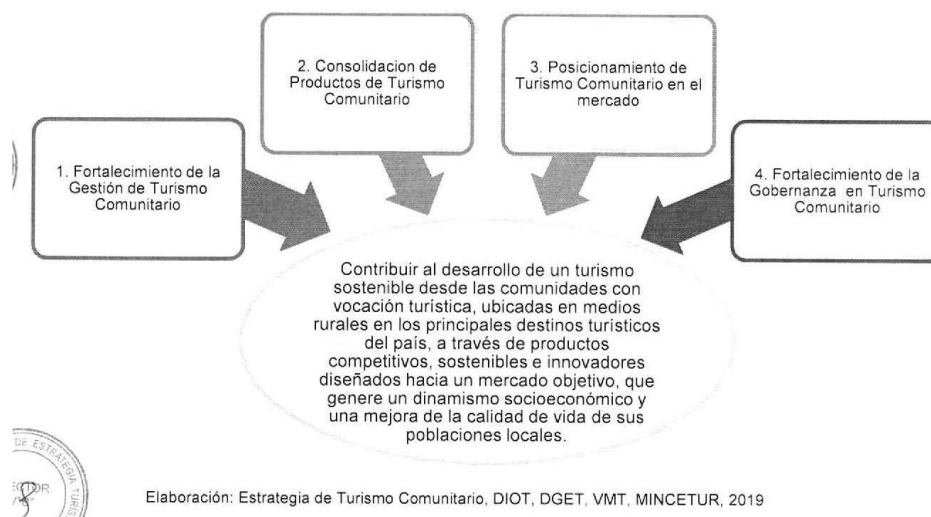 2. Consolidacion de
Productos de Turismo
Comunitario
3. Posicionamiento de
Turismo Comunitario en el
mercado
1. Fortalecimiento de la
Gestión de Turismo
Comunitario
4. Fortalecimiento de la
Gobernanza en Turismo
Comunitario
Contribuir al desarrollo de un turismo
sostenible desde las comunidades con
vocación turística, ubicadas en medios
rurales en los principales destinos turísticos
del país, a través de productos
competitivos, sostenibles e innovadores
diseñados hacia un mercado objetivo, que
genere un dinamismo socioeconómico y
una mejora de la calidad de vida de sus
poblaciones locales.
DE ESTRATEGIA
Elaboración: Estrategia de Turismo Comunitario, DIOT, DGET, VMT, MINCETUR, 2019